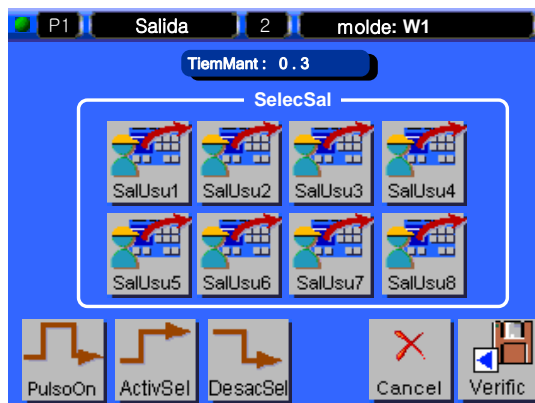 P1 Salida 2 molde: W1
TiemMant: 0.3
SelecSal
SalUsu1 SalUsu2 SalUsu3 SalUsu4
SalUsu5 SalUsu6 SalUsu7 SalUsu8
PulsoOn ActivSel DesacSel Cancel Verific